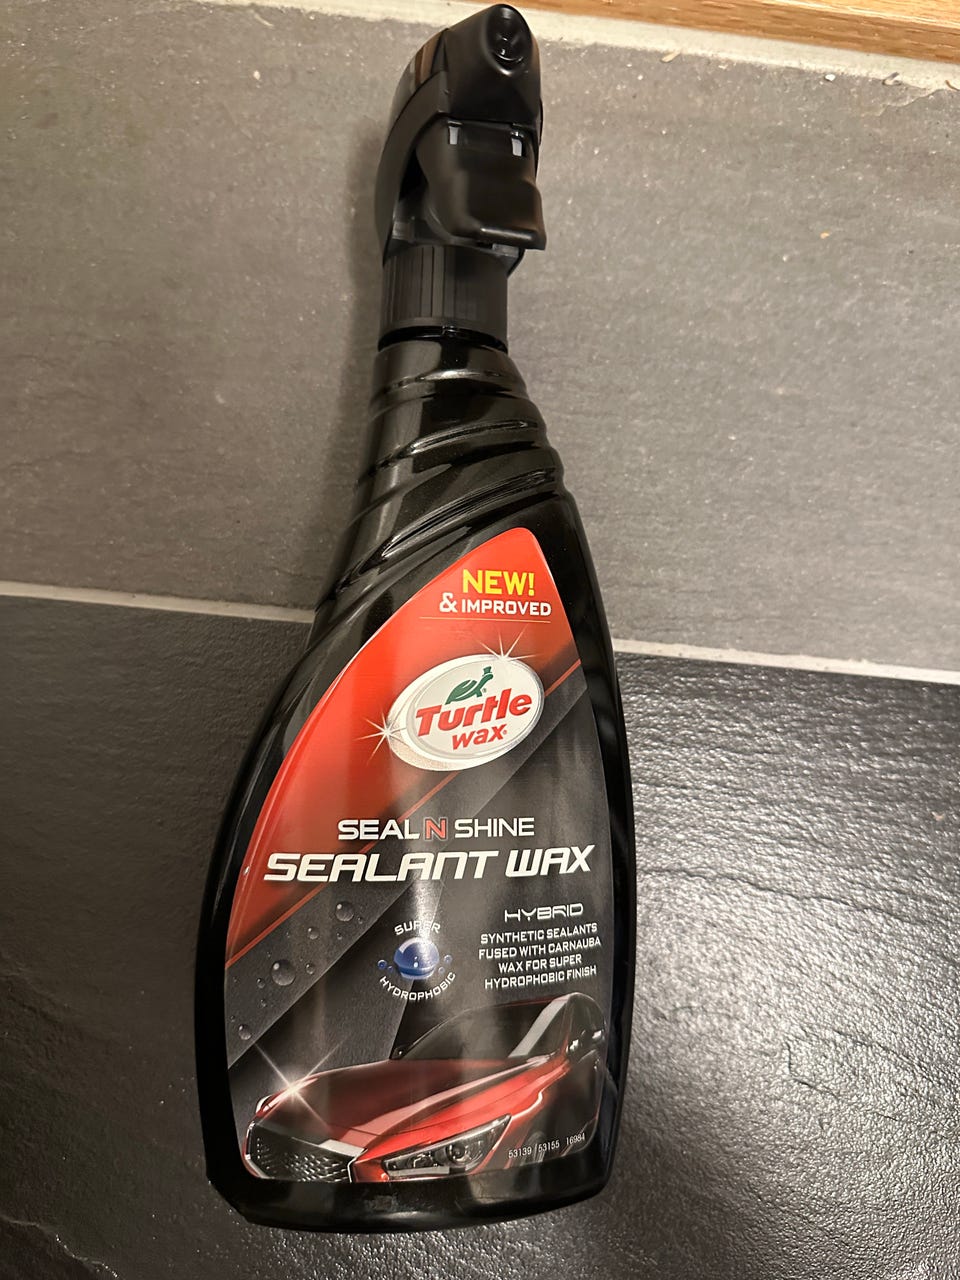 NEW!
& IMPROVED
Turtle
wax
SEAL N SHINE
SEALANT WAX
HYBRID
SYNTHETIC SEALANTS
FUSED WITH CARNAUBA
WAX FOR SUPER
HYDROPHOBIC FINISH
SUPER
HYDROPHOBIC
53139 / 53155 16984